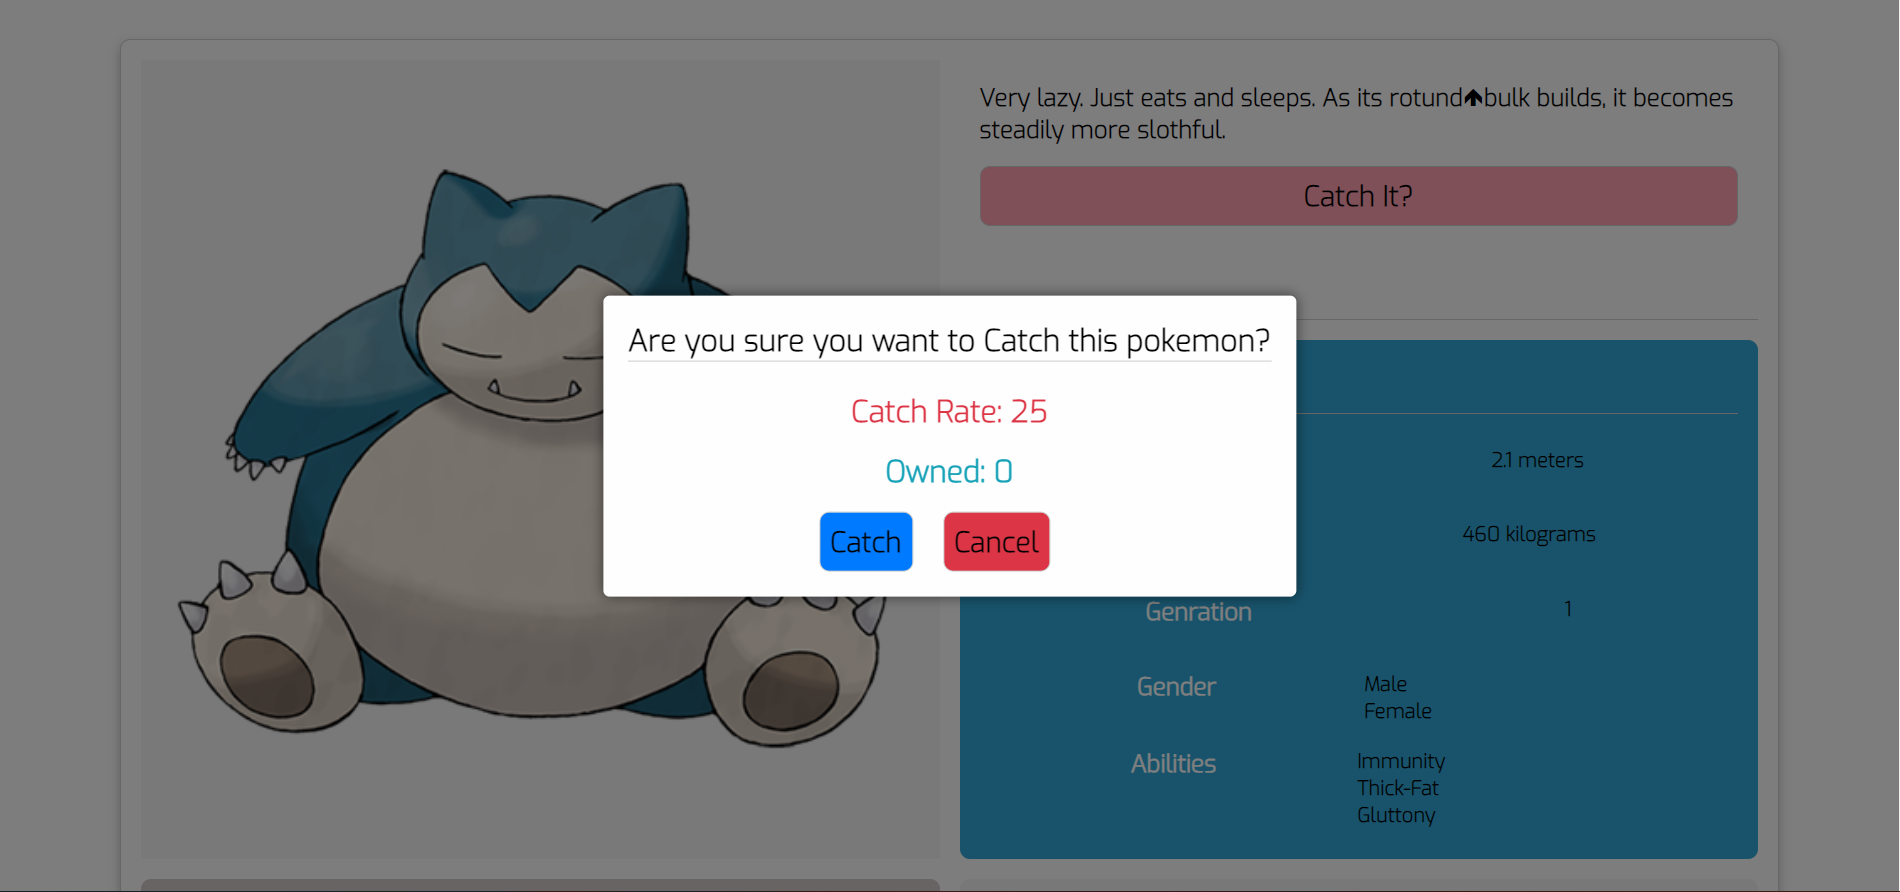 Very lazy. Just eats and sleeps. As its rotund🡅bulk builds, it becomes
steadily more slothful.
Catch It?
Are you sure you want to Catch this pokemon?
Catch Rate: 25
Owned: 0
Catch Cancel
2.1 meters
460 kilograms
Genration 1
Gender Male
Female
Abilities Immunity
Thick-Fat
Gluttony